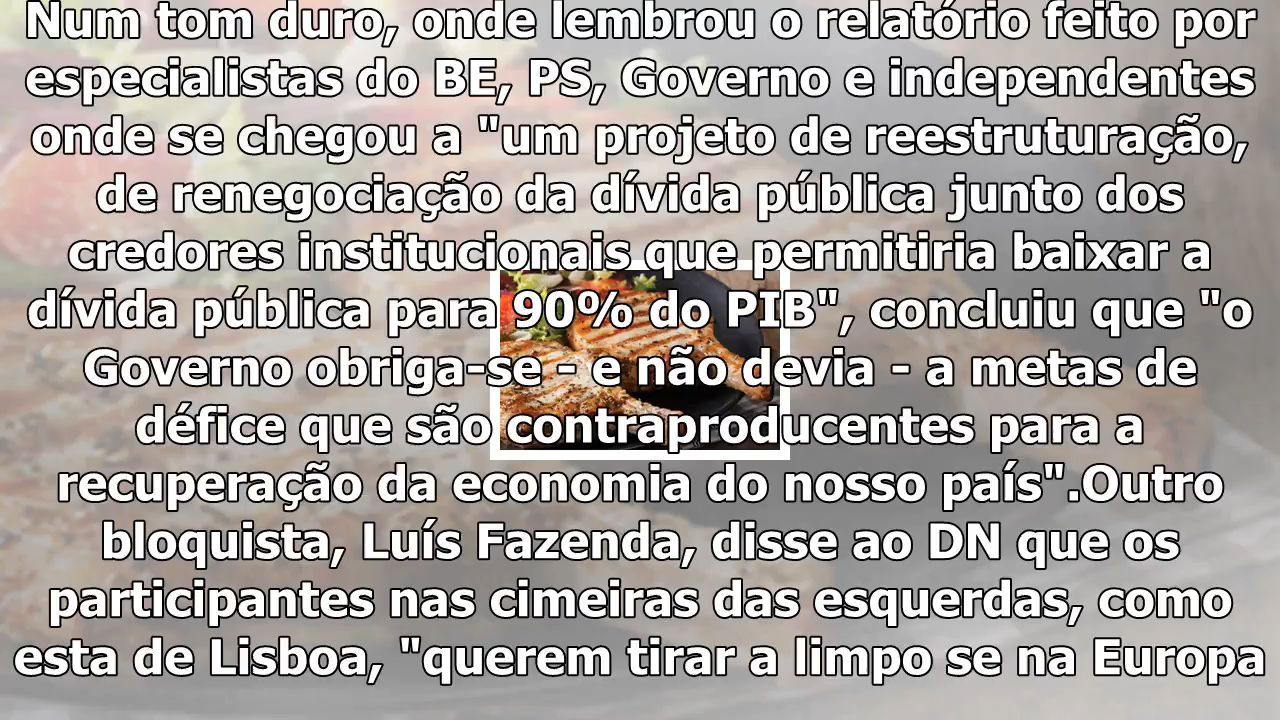 Num tom duro, onde lembrou o relatório feito por
especialistas do BE, PS, Governo e independentes
onde se chegou a "um projeto de reestruturação,
de renegociação da dívida pública junto dos
credores institucionais que permitiria baixar a
dívida pública para 90% do PIB", concluiu que "o
Governo obriga-se - e não devia - a metas de
défice que são contraproducentes para a
recuperação da economia do nosso país".Outro
bloquista, Luís Fazenda, disse ao DN que os
participantes nas cimeiras das esquerdas, como
esta de Lisboa, "querem tirar a limpo se na Europa